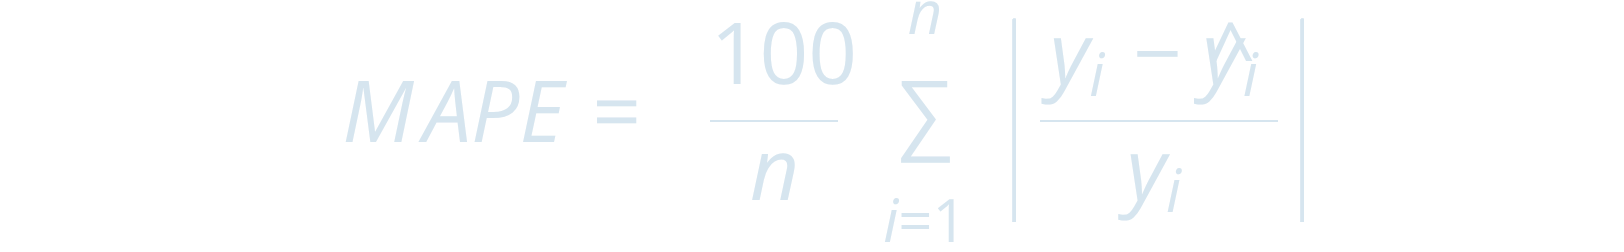 MAPE = 100/n ∑_{i=1}^{n} | (y_i − ŷ_i) / y_i |